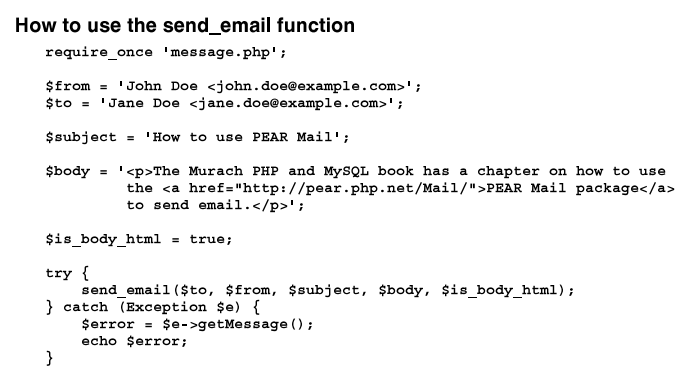 How to use the send_email function
require_once 'message.php';
$from = 'John Doe <john.doe@example.com>';
$to = 'Jane Doe <jane.doe@example.com>';
$subject = 'How to use PEAR Mail';
$body = '<p>The Murach PHP and MySQL book has a chapter on how to use
the <a href="http://pear.php.net/Mail/">PEAR Mail package</a>
to send email.</p>';
$is_body_html = true;
try {
send_email($to, $from, $subject, $body, $is_body_html);
} catch (Exception $e) {
$error = $e->getMessage();
echo $error;
}